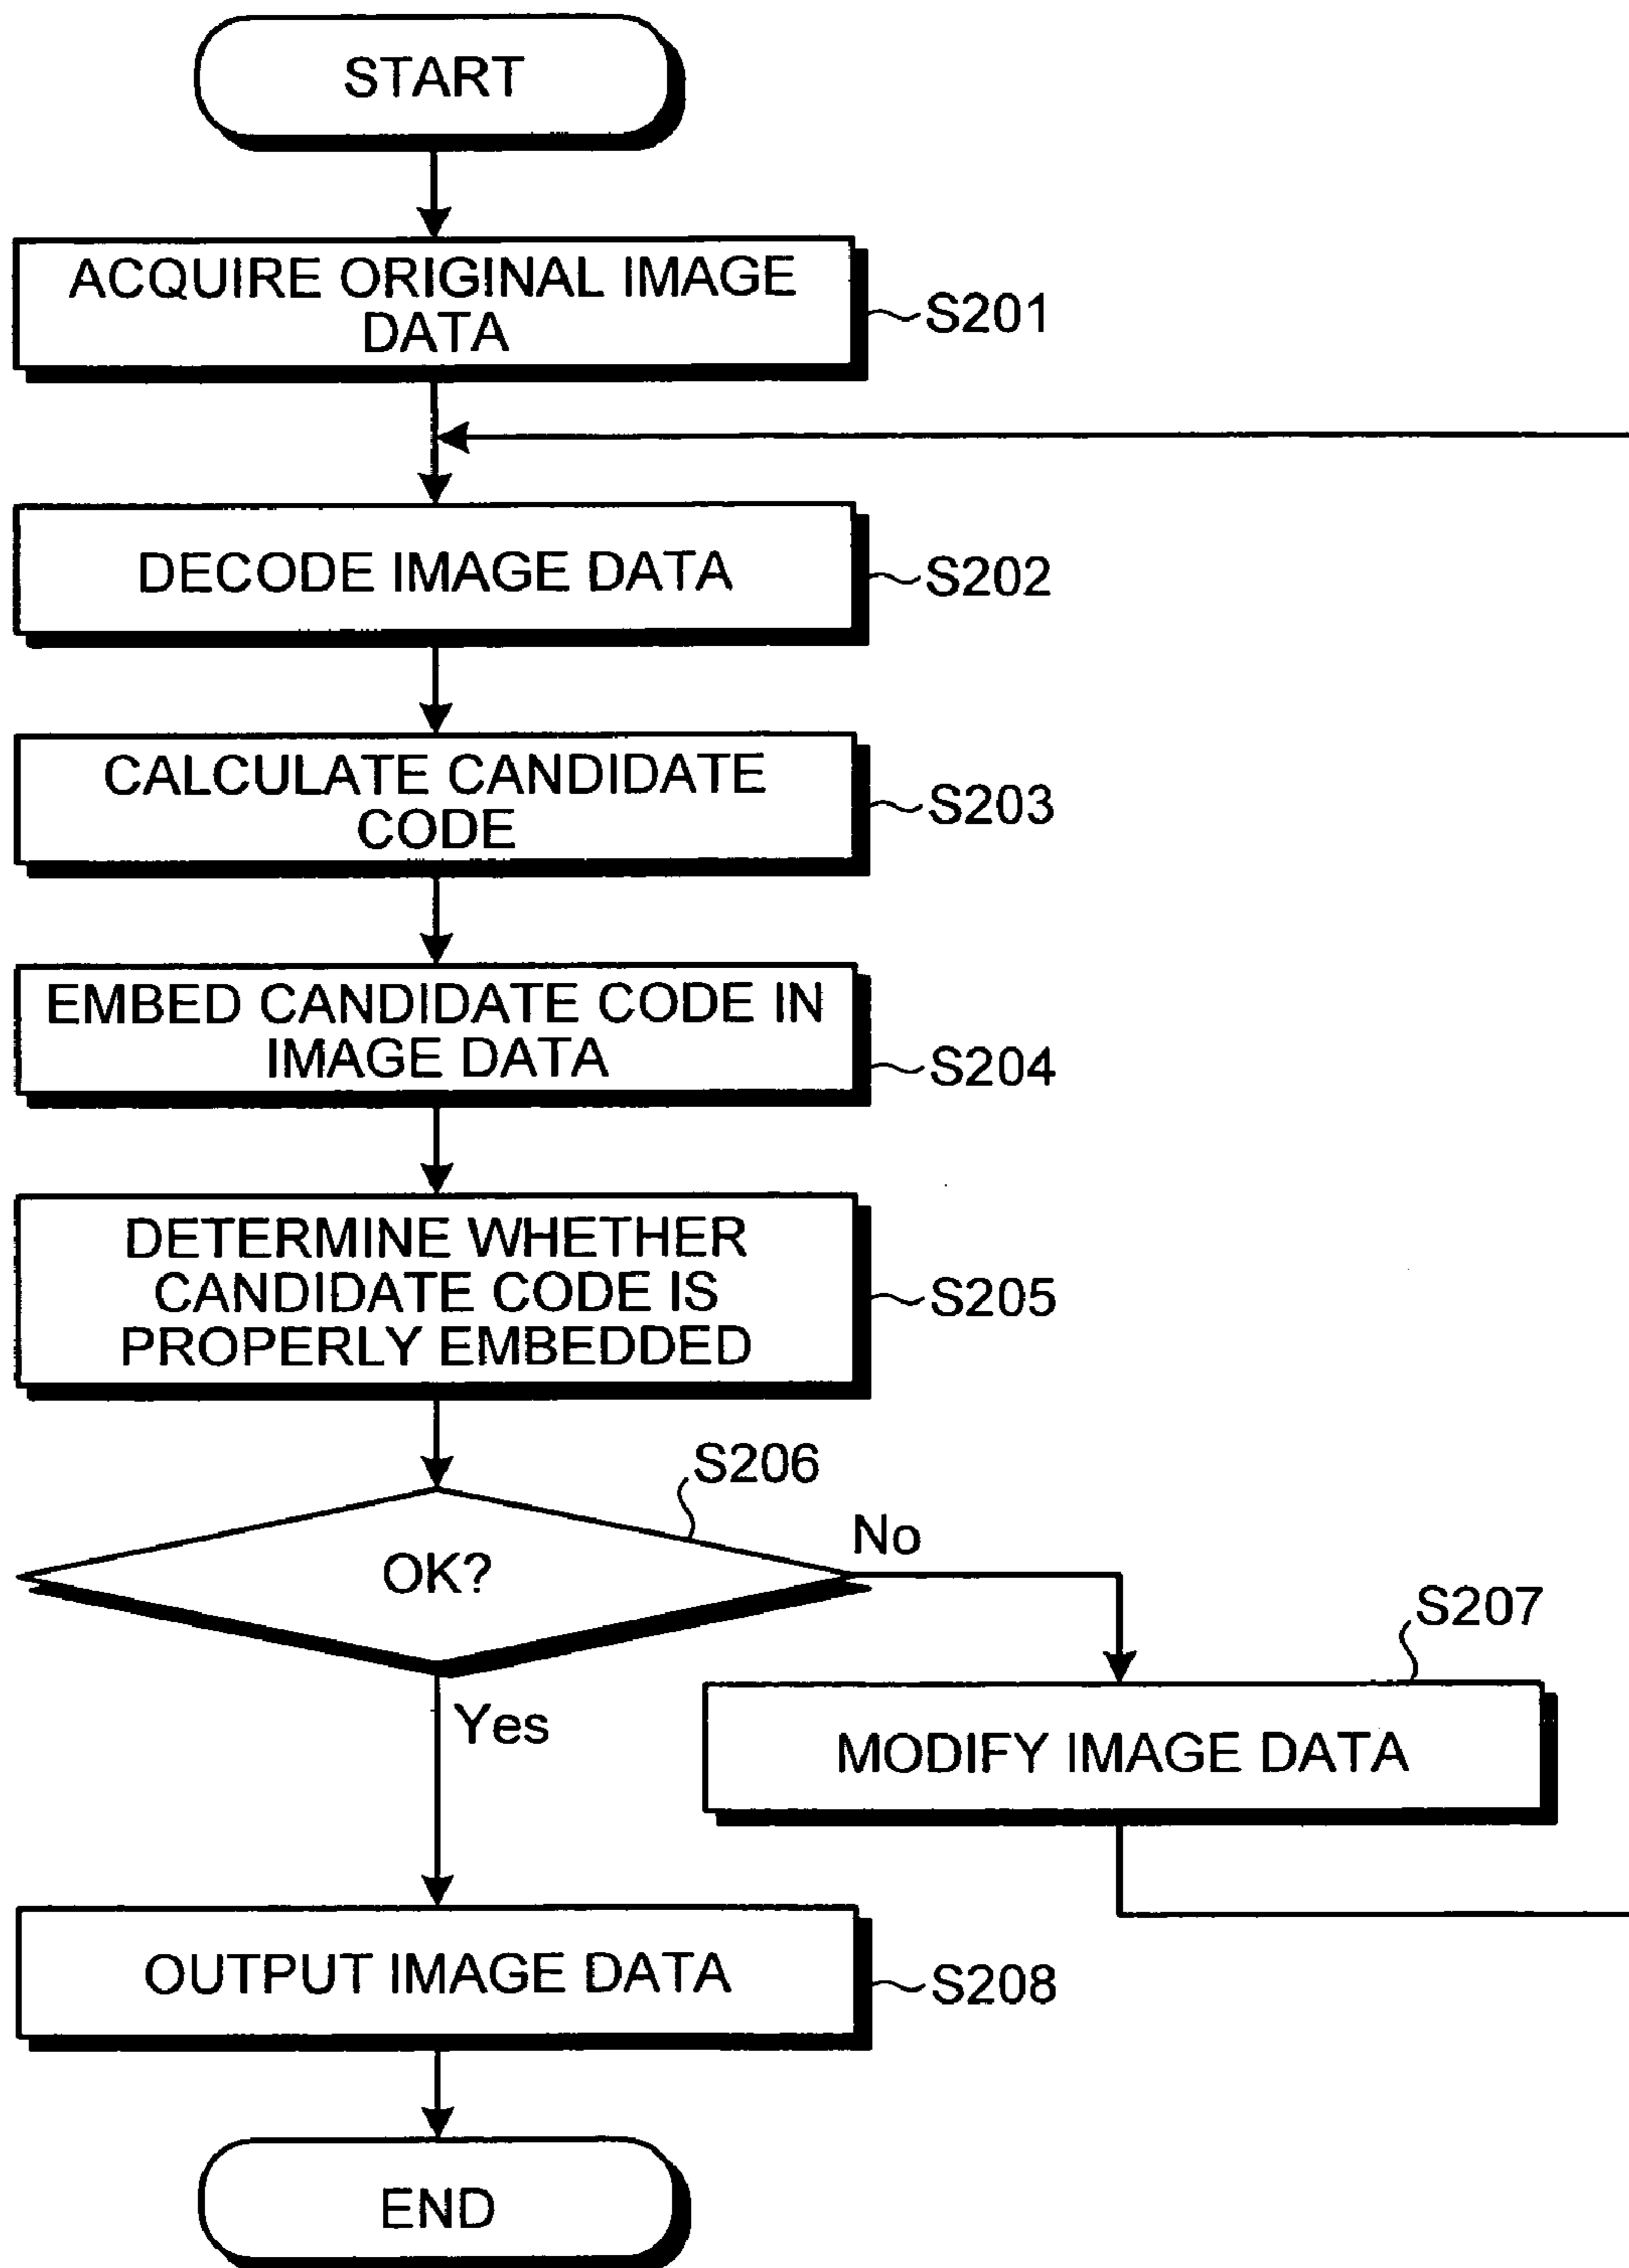 START
ACQUIRE ORIGINAL IMAGE
DATA
S201
DECODE IMAGE DATA
S202
CALCULATE CANDIDATE
CODE
S203
EMBED CANDIDATE CODE IN
IMAGE DATA
S204
DETERMINE WHETHER
CANDIDATE CODE IS
PROPERLY EMBEDDED
S205
S206
OK?
No
Yes
S207
MODIFY IMAGE DATA
OUTPUT IMAGE DATA
S208
END